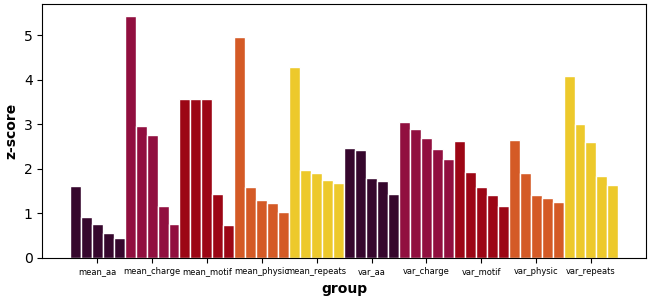 z-score
5
4
3
2
1
0
mean_aa mean_charge mean_motif mean_physic mean_repeats var_aa var_charge var_motif var_physic var_repeats
group